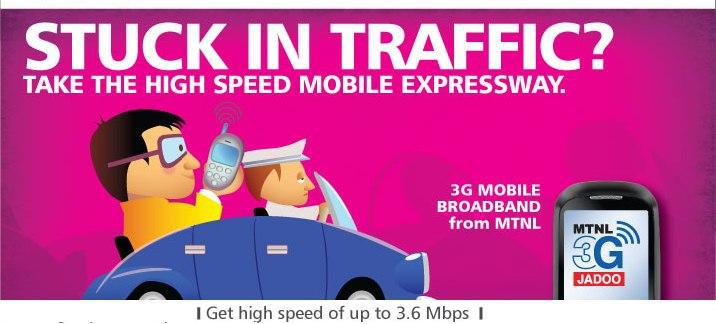 STUCK IN TRAFFIC?
TAKE THE HIGH SPEED MOBILE EXPRESSWAY.
3G MOBILE
BROADBAND
from MTNL
MTNL
3G
JADOO
I Get high speed of up to 3.6 Mbps I